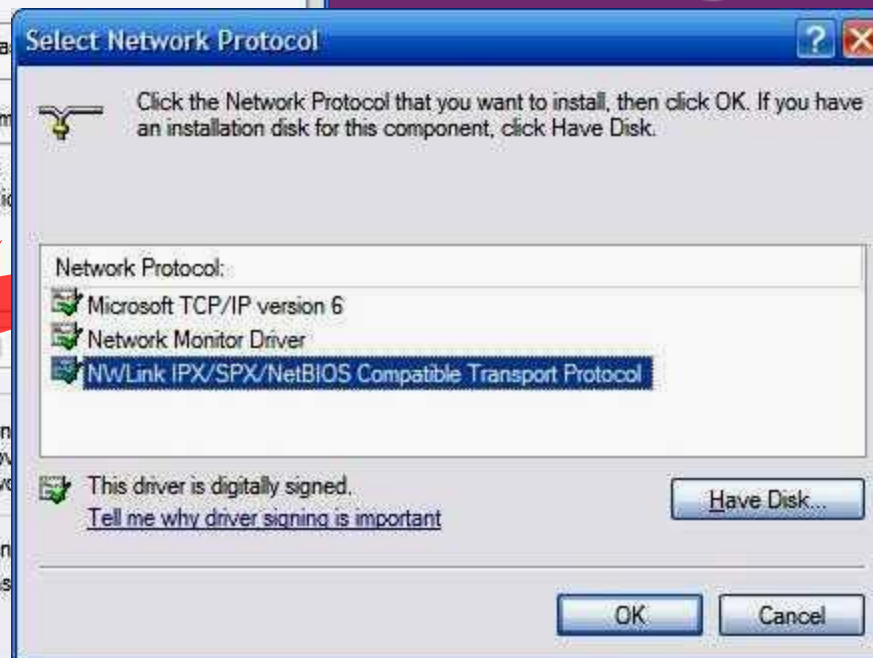 Select Network Protocol
Click the Network Protocol that you want to install, then click OK. If you have
an installation disk for this component, click Have Disk.
Network Protocol:
Microsoft TCP/IP version 6
Network Monitor Driver
NWLink IPX/SPX/NetBIOS Compatible Transport Protocol
This driver is digitally signed.
Tell me why driver signing is important
Have Disk...
OK
Cancel